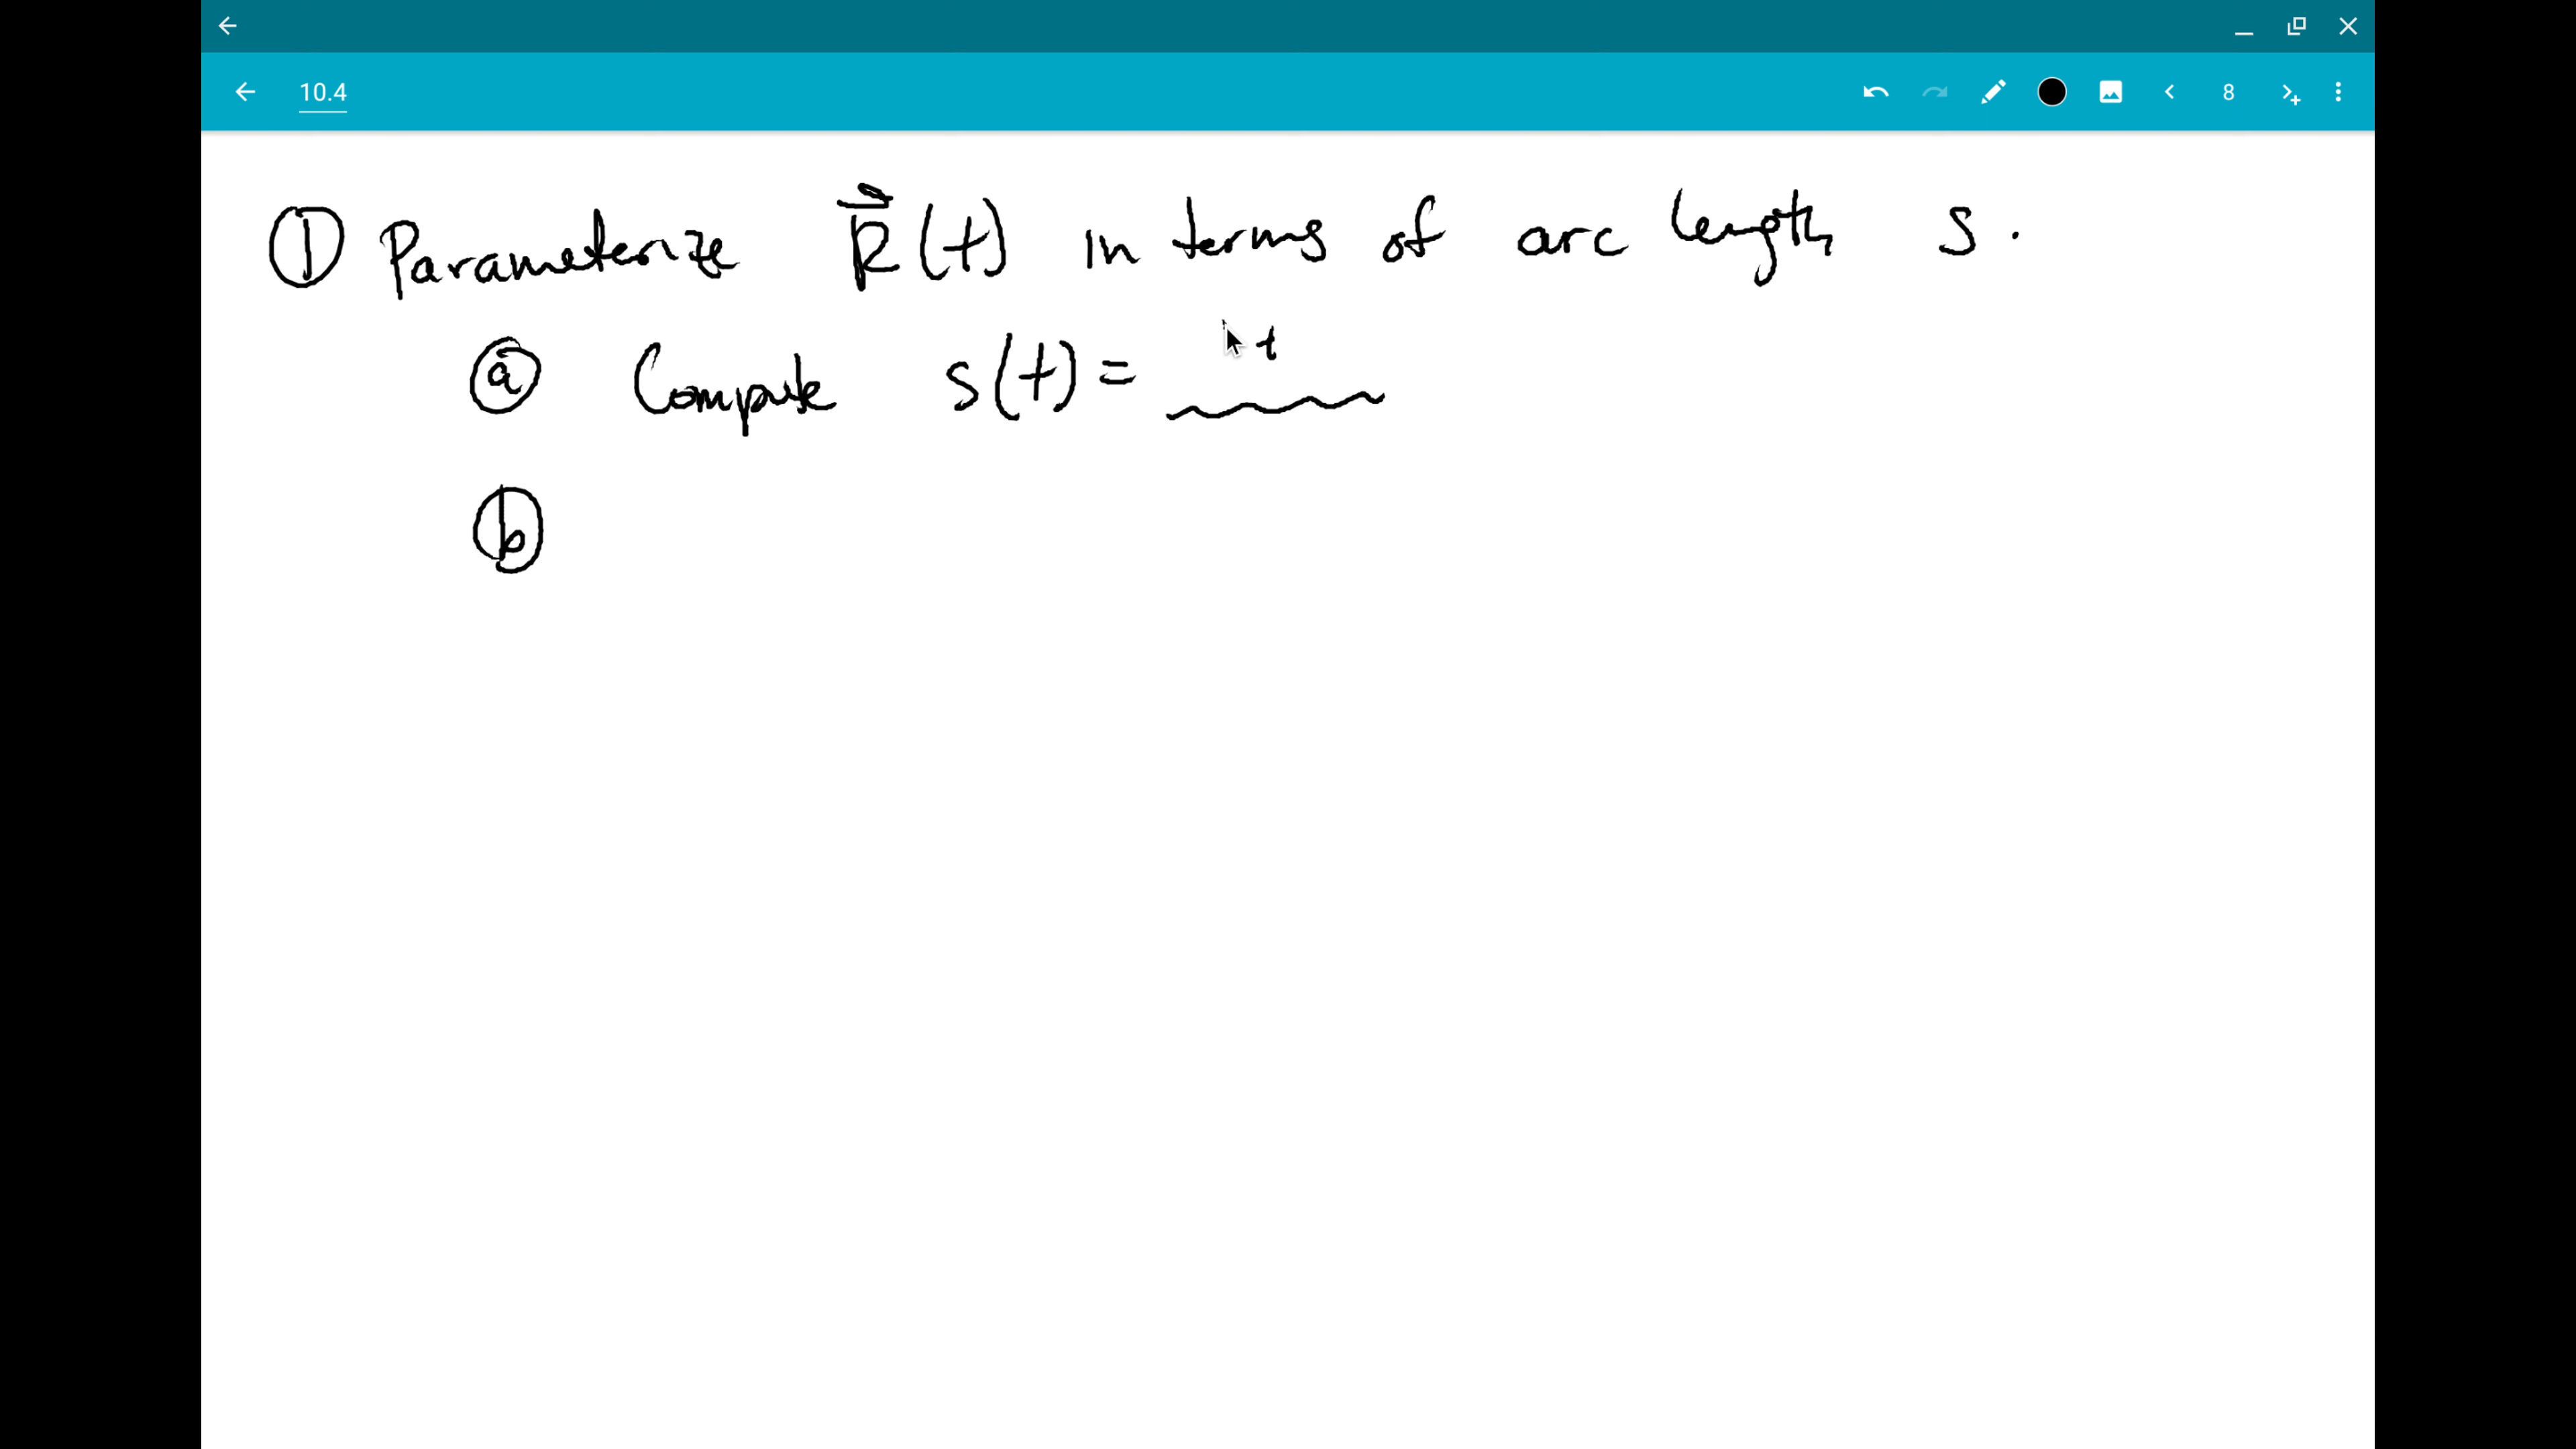 10.4
8
① Parameterize R⃗(t) in terms of arc length s.
ⓐ Compute s(t) = t
ⓑ